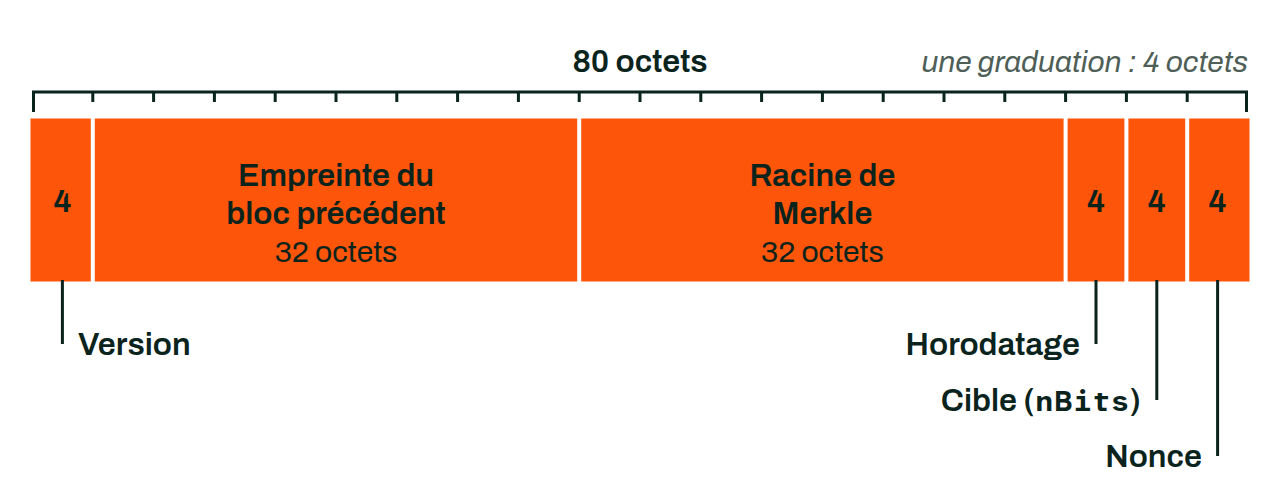 80 octets
une graduation : 4 octets
4
Empreinte du
bloc précédent
32 octets
Racine de
Merkle
32 octets
4
4
4
Version
Horodatage
Cible (nBits)
Nonce